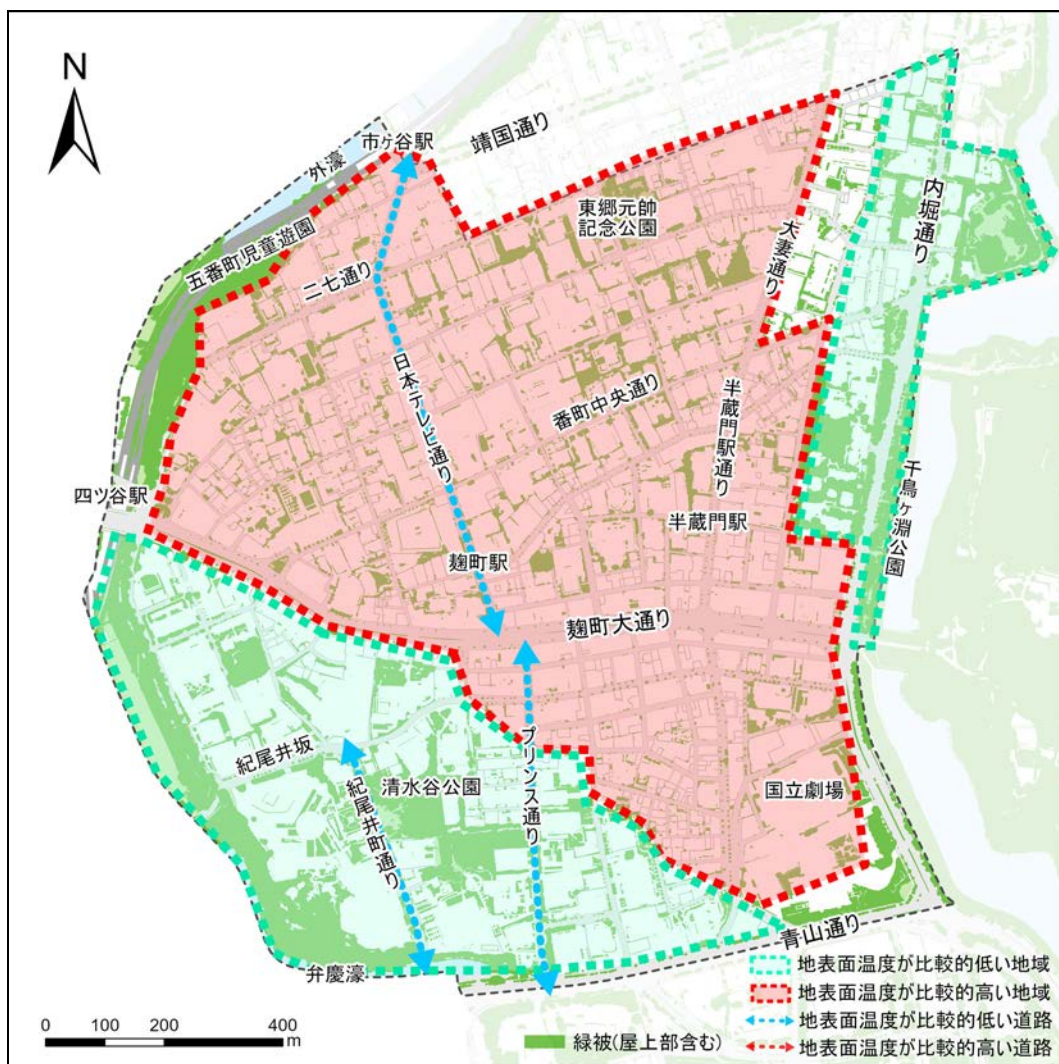 N
市ヶ谷駅
靖国通り
外濠
東郷元帥
記念公園
内堀通り
大妻通り
五番町児童遊園
二七通り
日本テレビ通り
番町中央通り
半蔵門駅通り
千鳥ヶ淵公園
四ツ谷駅
半蔵門駅
麹町駅
麹町大通り
紀尾井坂
清水谷公園
プリンス通り
紀尾井町通り
国立劇場
青山通り
弁慶濠
地表面温度が比較的低い地域
地表面温度が比較的高い地域
地表面温度が比較的低い道路
地表面温度が比較的高い道路
緑被(屋上部含む)
0 100 200 400
m